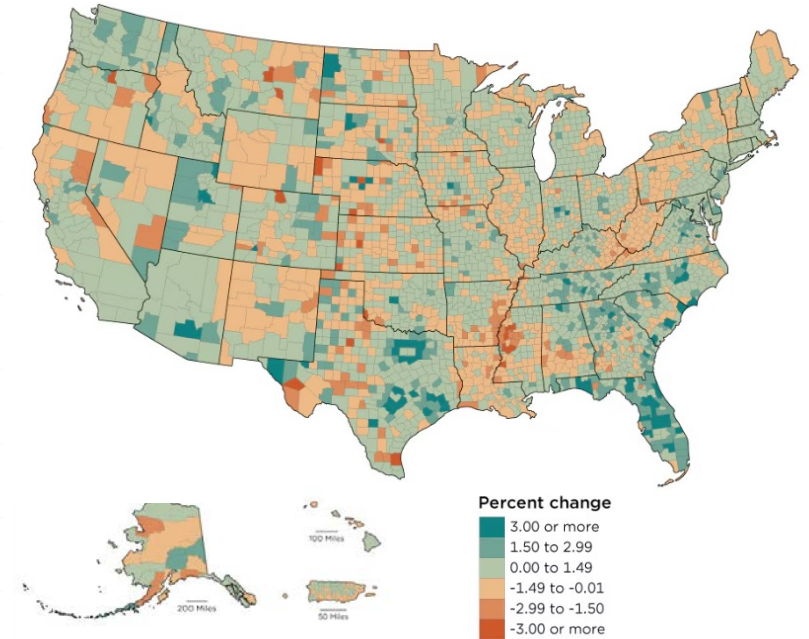 Percent change
3.00 or more
1.50 to 2.99
0.00 to 1.49
-1.49 to -0.01
-2.99 to -1.50
-3.00 or more
100 Miles
200 Miles
50 Miles